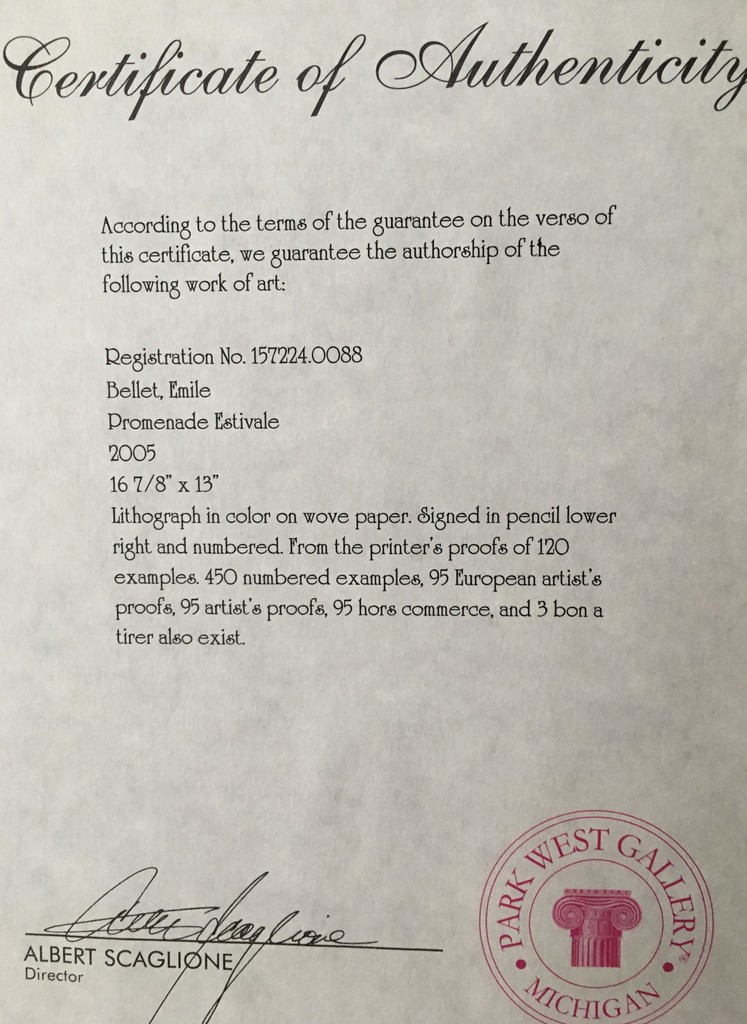 Certificate of Authenticity
According to the terms of the guarantee on the verso of
this certificate, we guarantee the authorship of the
following work of art:
Registration No. 157224.0088
Bellet, Emile
Promenade Estivale
2005
16 7/8" x 13"
Lithograph in color on wove paper. Signed in pencil lower
right and numbered. From the printer's proofs of 120
examples. 450 numbered examples, 95 European artist's
proofs, 95 artist's proofs, 95 hors commerce, and 3 bon a
tirer also exist.
ALBERT SCAGLIONE
Director
PARK WEST GALLERY®
• MICHIGAN •